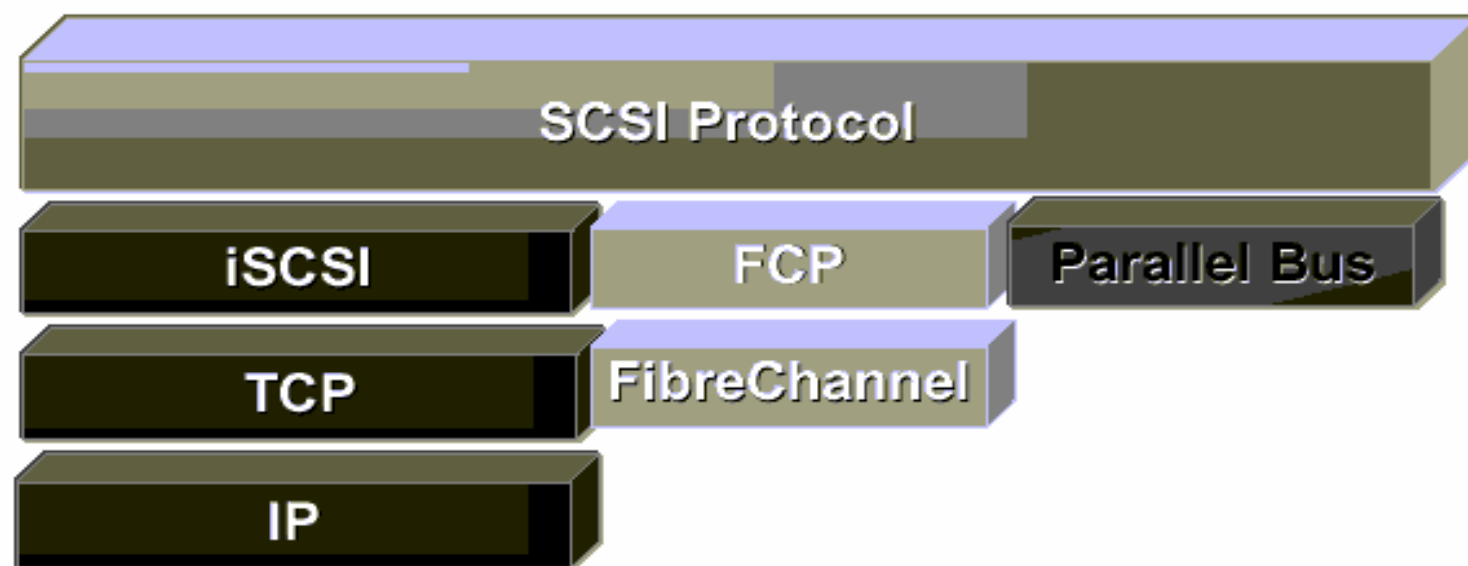 SCSI Protocol
iSCSI
FCP
Parallel Bus
TCP
FibreChannel
IP